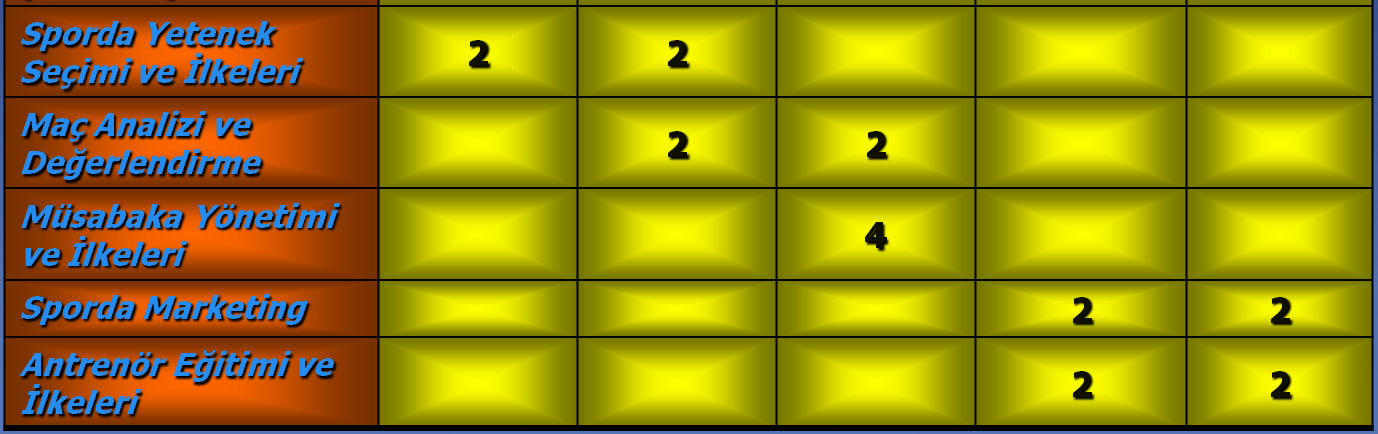 Sporda Yetenek
Seçimi ve İlkeleri
2 2
Maç Analizi ve
Değerlendirme
2 2
Müsabaka Yönetimi
ve İlkeleri
4
Sporda Marketing
2 2
Antrenör Eğitimi ve
İlkeleri
2 2